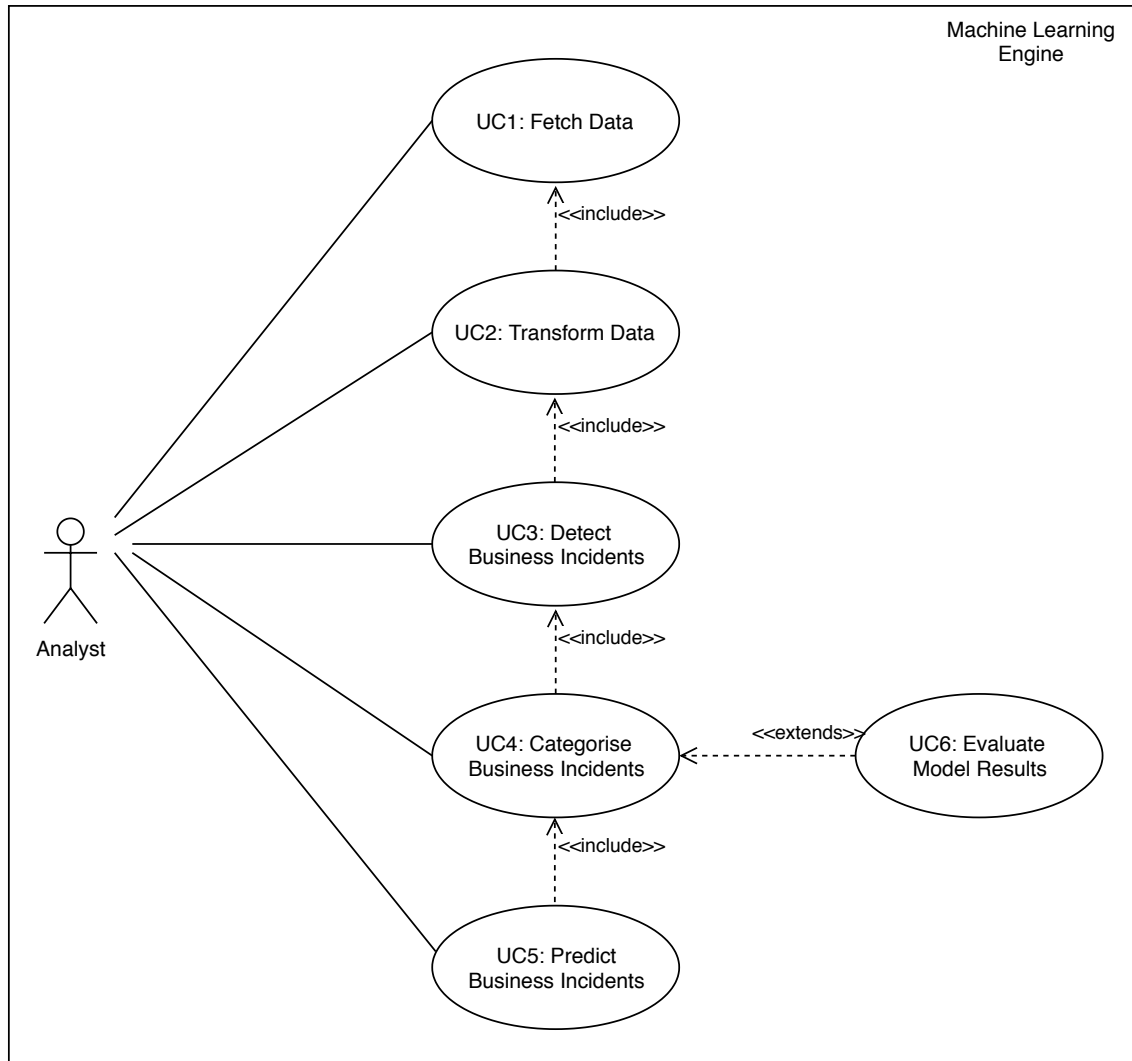 Machine Learning
Engine
UC1: Fetch Data
<<include>>
UC2: Transform Data
<<include>>
UC3: Detect
Business Incidents
<<include>>
Analyst
UC4: Categorise
Business Incidents
<<extends>>
UC6: Evaluate
Model Results
<<include>>
UC5: Predict
Business Incidents